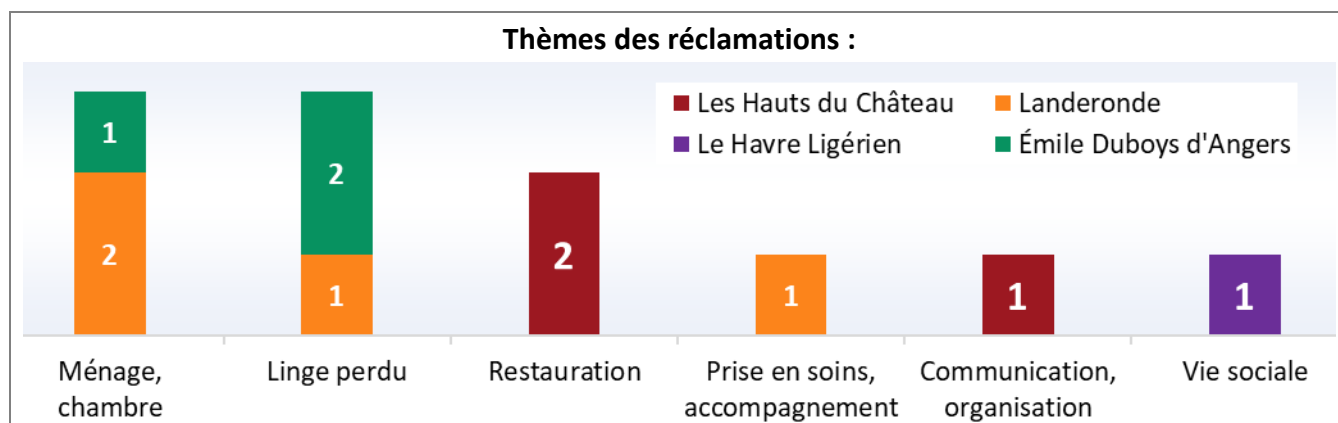 Thèmes des réclamations :
Les Hauts du Château
Landeronde
Le Havre Ligérien
Émile Duboys d'Angers
1
2
2
1
2
1
1
1
Ménage,
chambre
Linge perdu
Restauration
Prise en soins,
accompagnement
Communication,
organisation
Vie sociale